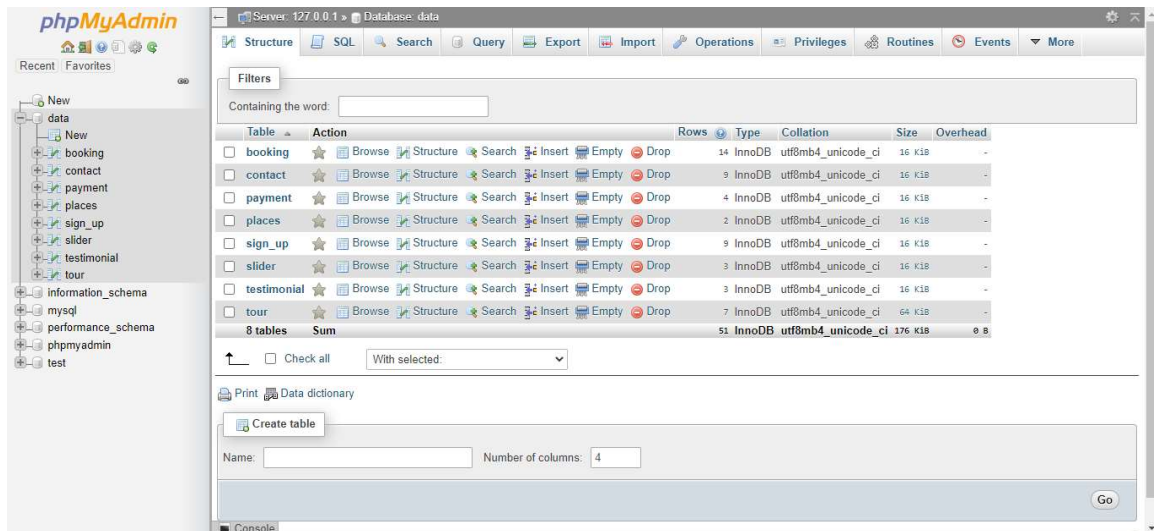 phpMyAdmin
Recent Favorites
New
data
New
booking
contact
payment
places
sign_up
slider
testimonial
tour
information_schema
mysql
performance_schema
phpmyadmin
test
Server: 127.0.0.1 » Database: data
Structure SQL Search Query Export Import Operations Privileges Routines Events More
Filters
Containing the word:
Table Action Rows Type Collation Size Overhead
booking Browse Structure Search Insert Empty Drop 14 InnoDB utf8mb4_unicode_ci 16 KiB -
contact Browse Structure Search Insert Empty Drop 9 InnoDB utf8mb4_unicode_ci 16 KiB -
payment Browse Structure Search Insert Empty Drop 4 InnoDB utf8mb4_unicode_ci 16 KiB -
places Browse Structure Search Insert Empty Drop 2 InnoDB utf8mb4_unicode_ci 16 KiB -
sign_up Browse Structure Search Insert Empty Drop 9 InnoDB utf8mb4_unicode_ci 16 KiB -
slider Browse Structure Search Insert Empty Drop 3 InnoDB utf8mb4_unicode_ci 16 KiB -
testimonial Browse Structure Search Insert Empty Drop 3 InnoDB utf8mb4_unicode_ci 16 KiB -
tour Browse Structure Search Insert Empty Drop 7 InnoDB utf8mb4_unicode_ci 64 KiB -
8 tables Sum 51 InnoDB utf8mb4_unicode_ci 176 KiB 0 B
Check all With selected:
Print Data dictionary
Create table
Name: Number of columns: 4
Go
Console